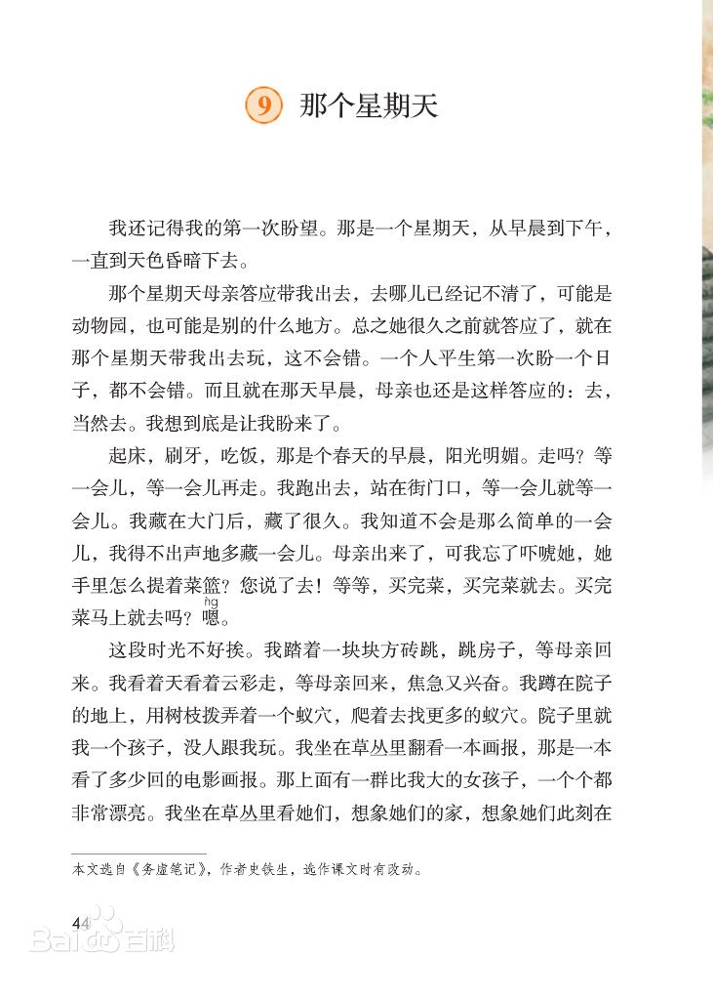 9 那个星期天
我还记得我的第一次盼望。那是一个星期天，从早晨到下午，
一直到天色昏暗下去。
那个星期天母亲答应带我出去，去哪儿已经记不清了，可能是
动物园，也可能是别的什么地方。总之她很久之前就答应了，就在
那个星期天带我出去玩，这不会错。一个人平生第一次盼一个日
子，都不会错。而且就在那天早晨，母亲也还是这样答应的：去，
当然去。我想到底是让我盼来了。
起床，刷牙，吃饭，那是个春天的早晨，阳光明媚。走吗？等
一会儿，等一会儿再走。我跑出去，站在街门口，等一会儿就等一
会儿。我藏在大门后，藏了很久。我知道不会是那么简单的一会
儿，我得不出声地多藏一会儿。母亲出来了，可我忘了吓唬她，她
手里怎么提着菜篮？您说了去！等等，买完菜，买完菜就去。买完
ǹg
菜马上就去吗？嗯。
这段时光不好挨。我踏着一块块方砖跳，跳房子，等母亲回
来。我看着天看着云彩走，等母亲回来，焦急又兴奋。我蹲在院子
的地上，用树枝拨弄着一个蚁穴，爬着去找更多的蚁穴。院子里就
我一个孩子，没人跟我玩。我坐在草丛里翻看一本画报，那是一本
看了多少回的电影画报。那上面有一群比我大的女孩子，一个个都
非常漂亮。我坐在草丛里看她们，想象她们的家，想象她们此刻在
本文选自《务虚笔记》，作者史铁生，选作课文时有改动。
44
Bai百科